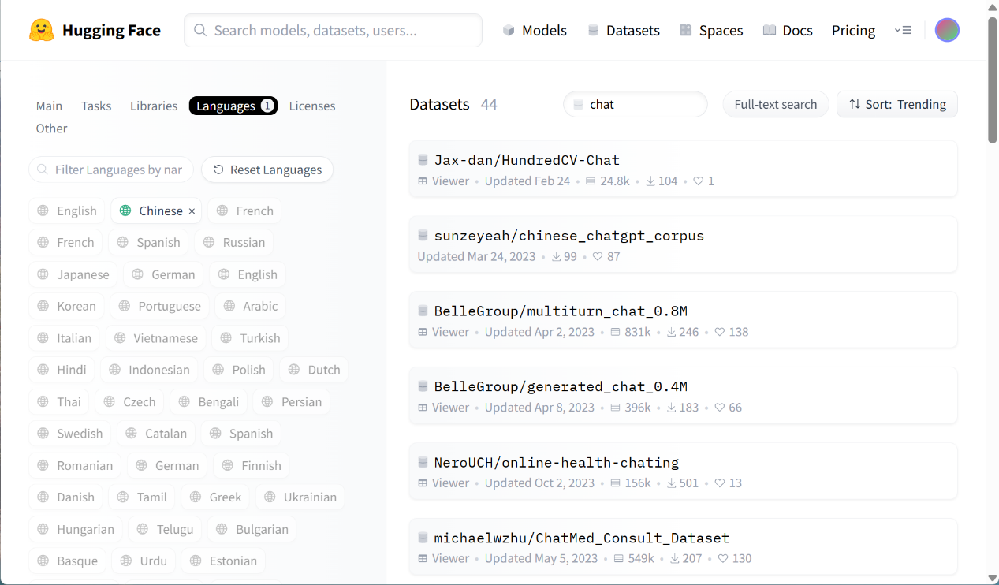 Hugging Face
Search models, datasets, users...
Models
Datasets
Spaces
Docs
Pricing
Main Tasks Libraries Languages 1 Licenses
Other
Filter Languages by nar
Reset Languages
English Chinese × French
French Spanish Russian
Japanese German English
Korean Portuguese Arabic
Italian Vietnamese Turkish
Hindi Indonesian Polish Dutch
Thai Czech Bengali Persian
Swedish Catalan Spanish
Romanian German Finnish
Danish Tamil Greek Ukrainian
Hungarian Telugu Bulgarian
Basque Urdu Estonian
Datasets 44
chat
Full-text search
Sort: Trending
Jax-dan/HundredCV-Chat
Viewer • Updated Feb 24 • 24.8k • 104 • 1
sunzeyeah/chinese_chatgpt_corpus
Updated Mar 24, 2023 • 99 • 87
BelleGroup/multiturn_chat_0.8M
Viewer • Updated Apr 2, 2023 • 831k • 246 • 138
BelleGroup/generated_chat_0.4M
Viewer • Updated Apr 8, 2023 • 396k • 183 • 66
NeroUCH/online-health-chating
Viewer • Updated Oct 2, 2023 • 156k • 501 • 13
michaelwzhu/ChatMed_Consult_Dataset
Viewer • Updated May 5, 2023 • 549k • 207 • 130